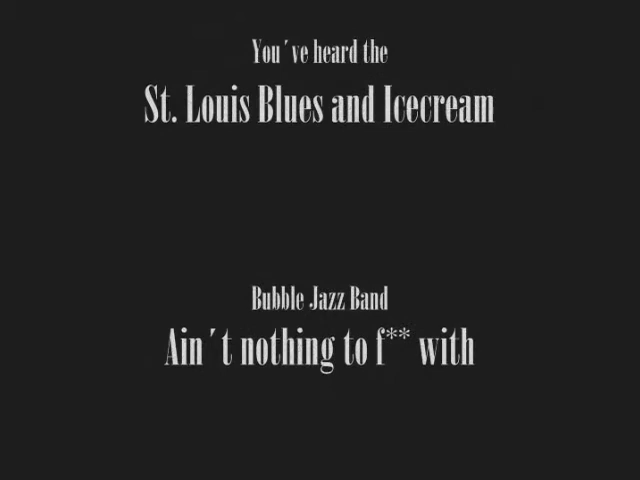 You´ve heard the
St. Louis Blues and Icecream
Bubble Jazz Band
Ain´t nothing to f** with